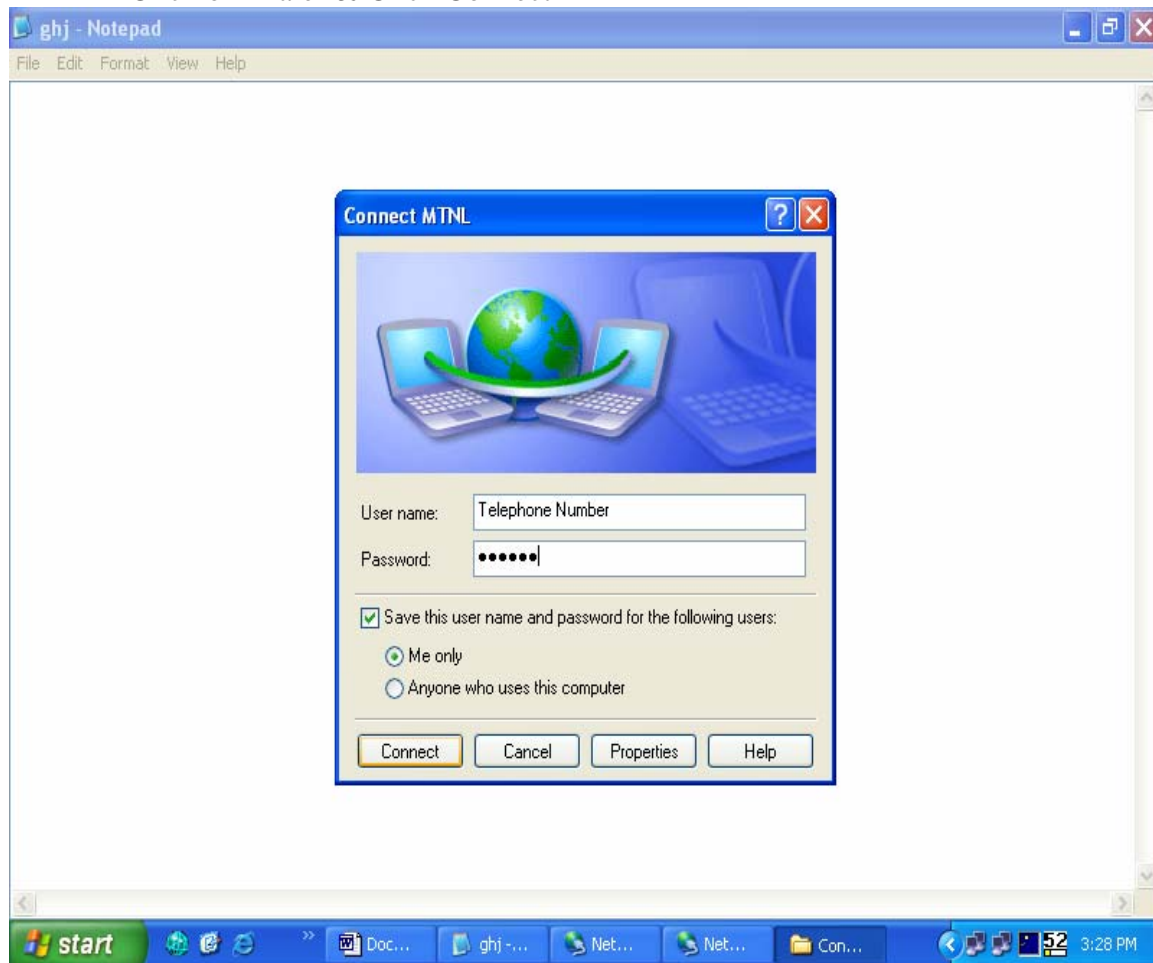 ghj - Notepad
File Edit Format View Help
Connect MTNL
User name: Telephone Number
Password: ••••••
Save this user name and password for the following users:
Me only
Anyone who uses this computer
Connect Cancel Properties Help
start » Doc... ghj -... Net... Net... Con... 52 3:28 PM